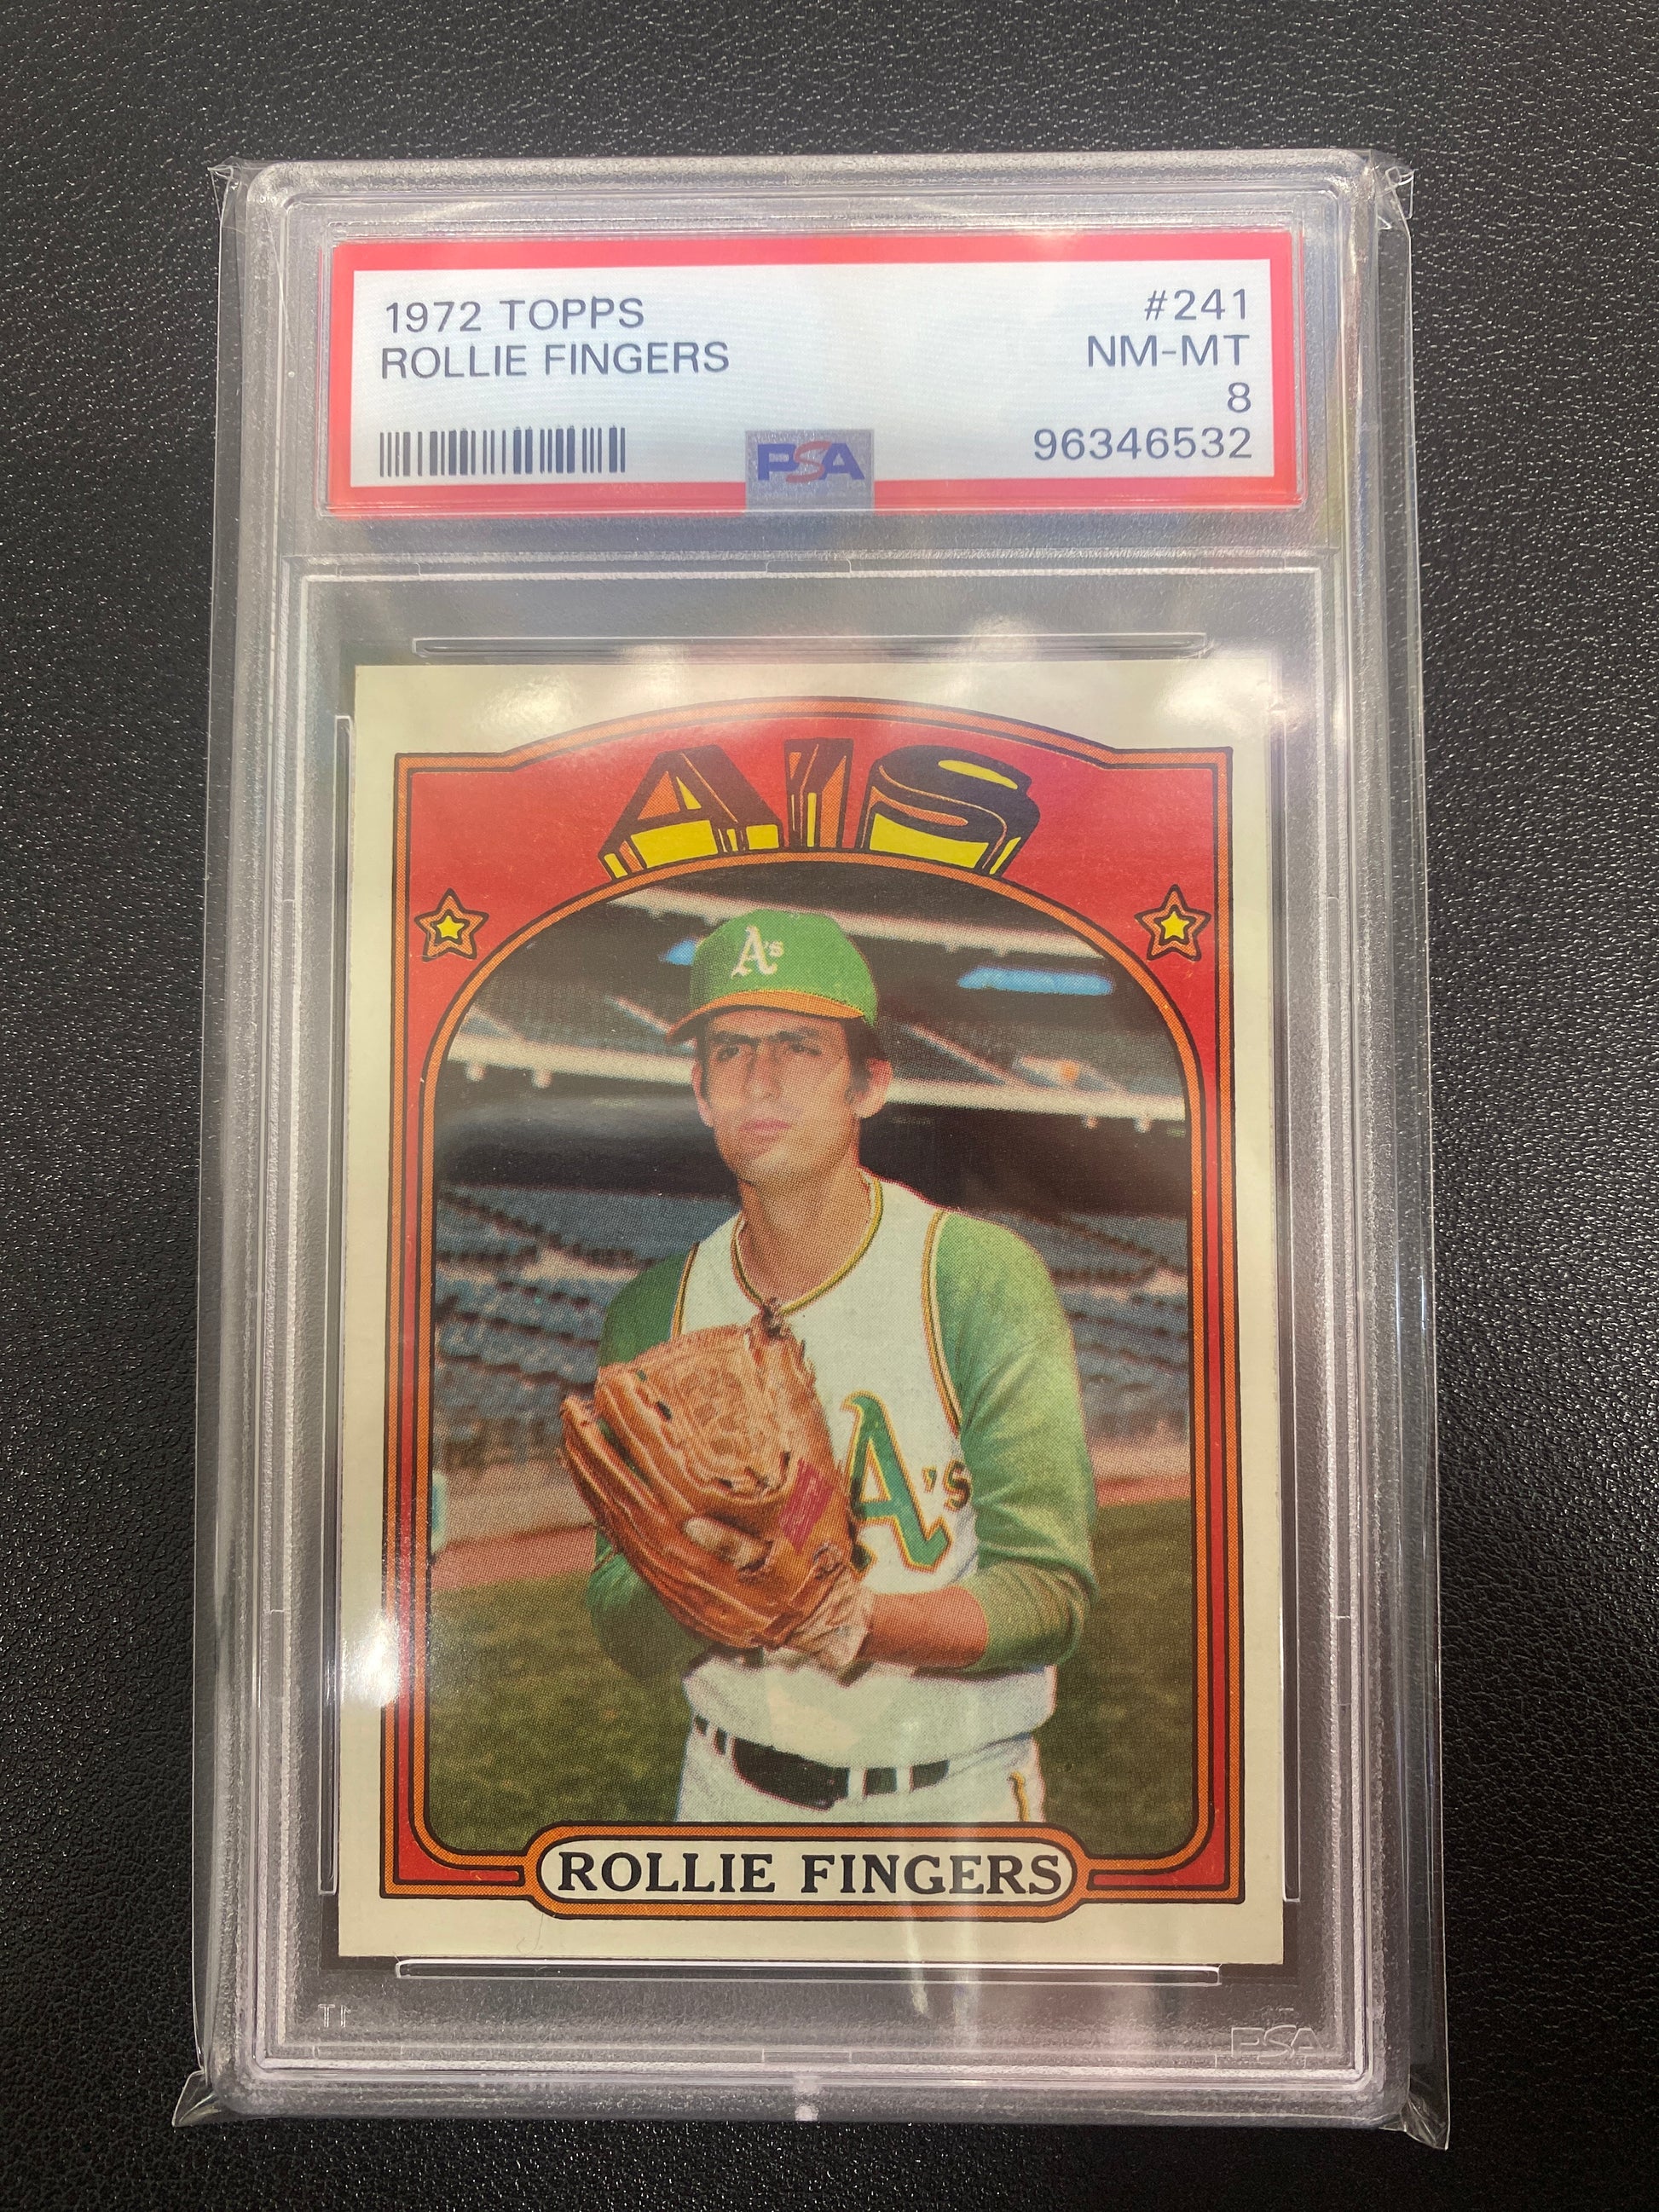 1972 TOPPS #241
ROLLIE FINGERS NM-MT
8
PSA 96346532
A'S
A's
A's
ROLLIE FINGERS
PSA